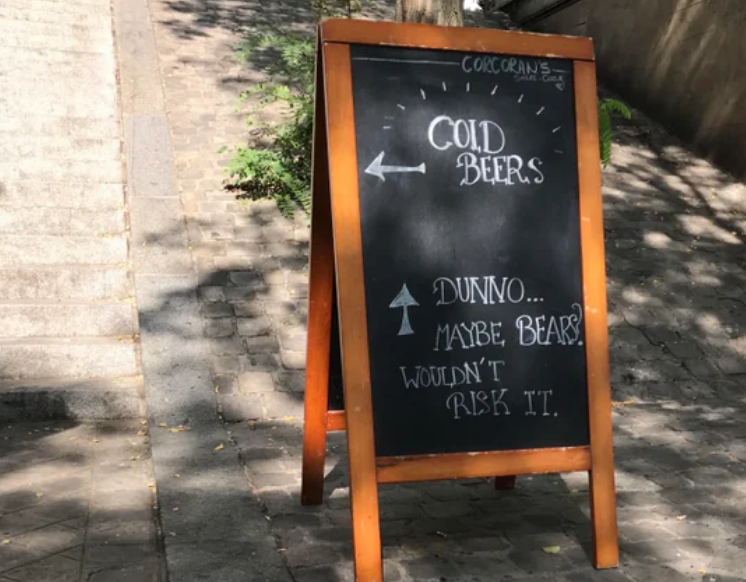 CORCORAN'S
COLD
BEERS
DUNNO...
MAYBE BEARS?
WOULDN'T
RISK IT.